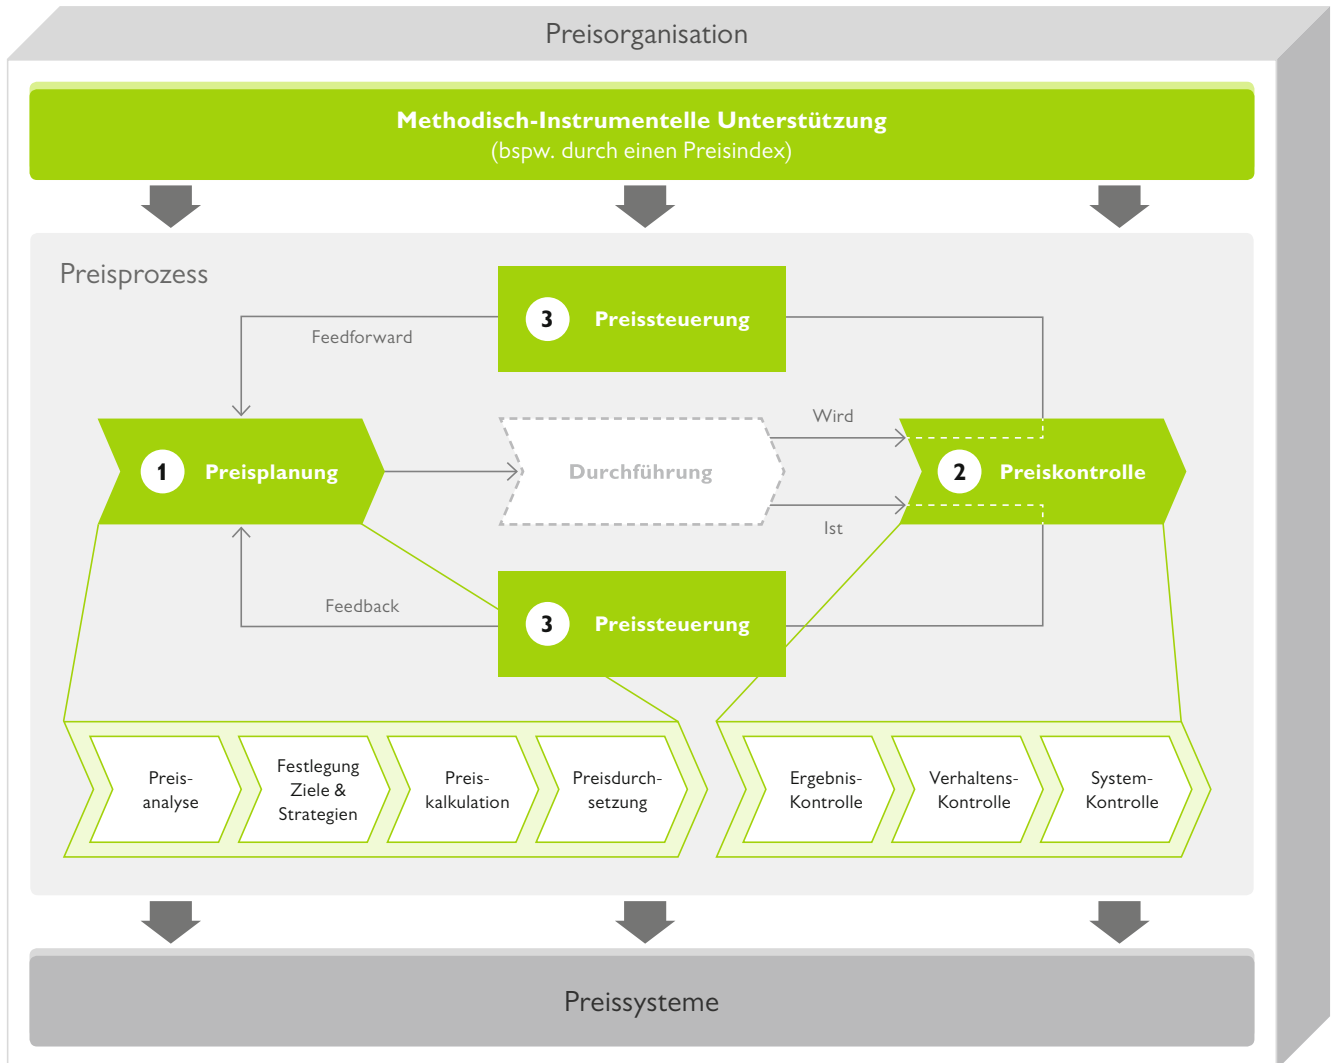 Preisorganisation
Methodisch-Instrumentelle Unterstützung
(bspw. durch einen Preisindex)
Preisprozess
3 Preissteuerung
Feedforward
1 Preisplanung
Durchführung
Wird
Ist
2 Preiskontrolle
Feedback
3 Preissteuerung
Preis-
analyse
Festlegung
Ziele &
Strategien
Preis-
kalkulation
Preisdurch-
setzung
Ergebnis-
Kontrolle
Verhaltens-
Kontrolle
System-
Kontrolle
Preissysteme